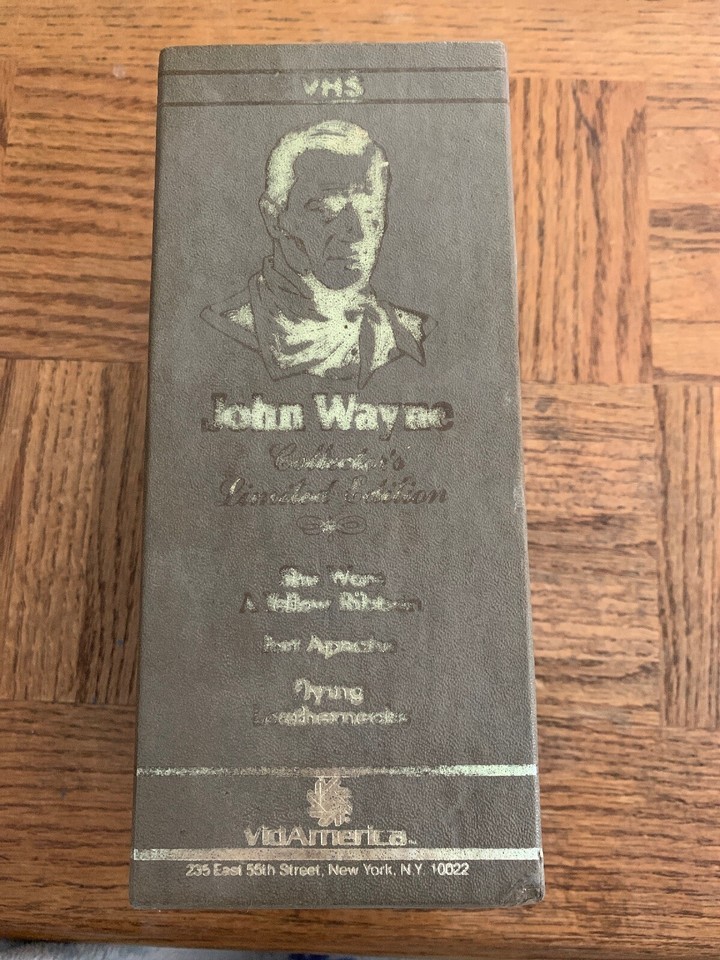 VHS
John Wayne
Collector's
Limited Edition
She Wore
A Yellow Ribbon
Fort Apache
Flying
Leathernecks
vidAmerica™
235 East 55th Street, New York, N.Y. 10022